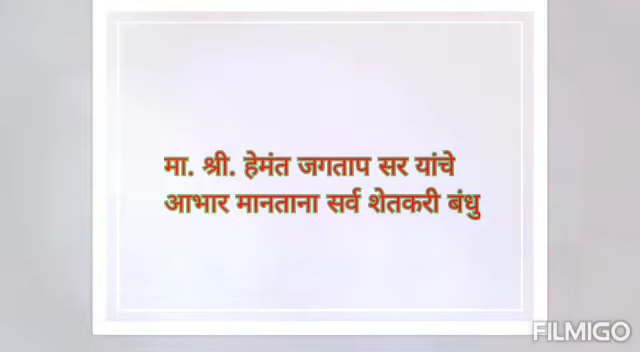 मा. श्री. हेमंत जगताप सर यांचे
आभार मानताना सर्व शेतकरी बंधु
FILMIGO